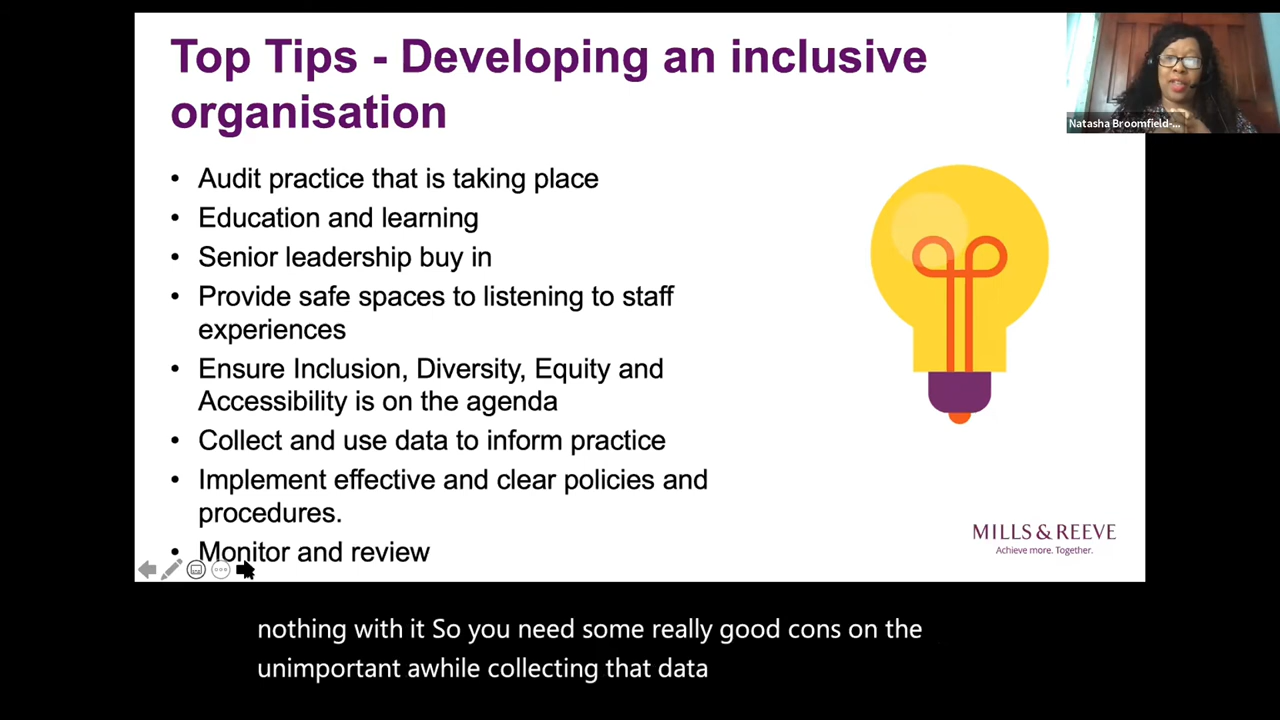 Top Tips - Developing an inclusive
organisation
Natasha Broomfield-...
• Audit practice that is taking place
• Education and learning
• Senior leadership buy in
• Provide safe spaces to listening to staff
experiences
• Ensure Inclusion, Diversity, Equity and
Accessibility is on the agenda
• Collect and use data to inform practice
• Implement effective and clear policies and
procedures.
• Monitor and review
MILLS & REEVE
Achieve more. Together.
nothing with it So you need some really good cons on the
unimportant awhile collecting that data